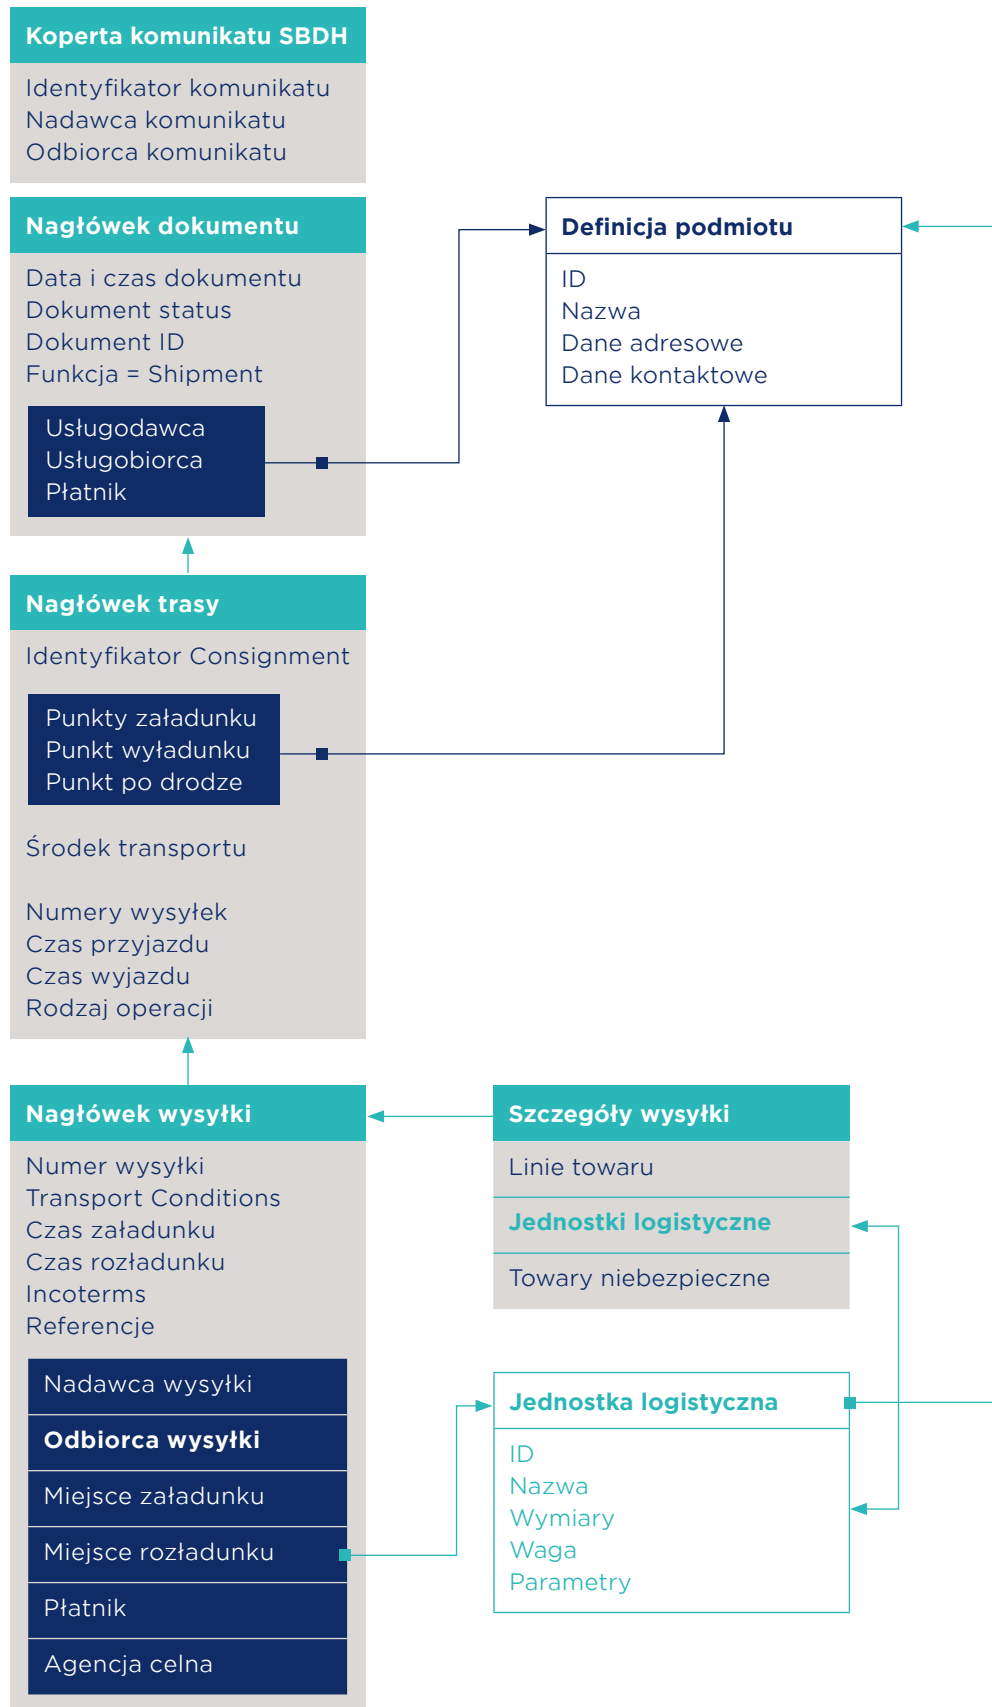 Koperta komunikatu SBDH
Identyfikator komunikatu
Nadawca komunikatu
Odbiorca komunikatu
Nagłówek dokumentu
Data i czas dokumentu
Dokument status
Dokument ID
Funkcja = Shipment
Usługodawca
Usługobiorca
Płatnik
Definicja podmiotu
ID
Nazwa
Dane adresowe
Dane kontaktowe
Nagłówek trasy
Identyfikator Consignment
Punkty załadunku
Punkt wyładunku
Punkt po drodze
Środek transportu
Numery wysyłek
Czas przyjazdu
Czas wyjazdu
Rodzaj operacji
Nagłówek wysyłki
Numer wysyłki
Transport Conditions
Czas załadunku
Czas rozładunku
Incoterms
Referencje
Nadawca wysyłki
Odbiorca wysyłki
Miejsce załadunku
Miejsce rozładunku
Płatnik
Agencja celna
Szczegóły wysyłki
Linie towaru
Jednostki logistyczne
Towary niebezpieczne
Jednostka logistyczna
ID
Nazwa
Wymiary
Waga
Parametry